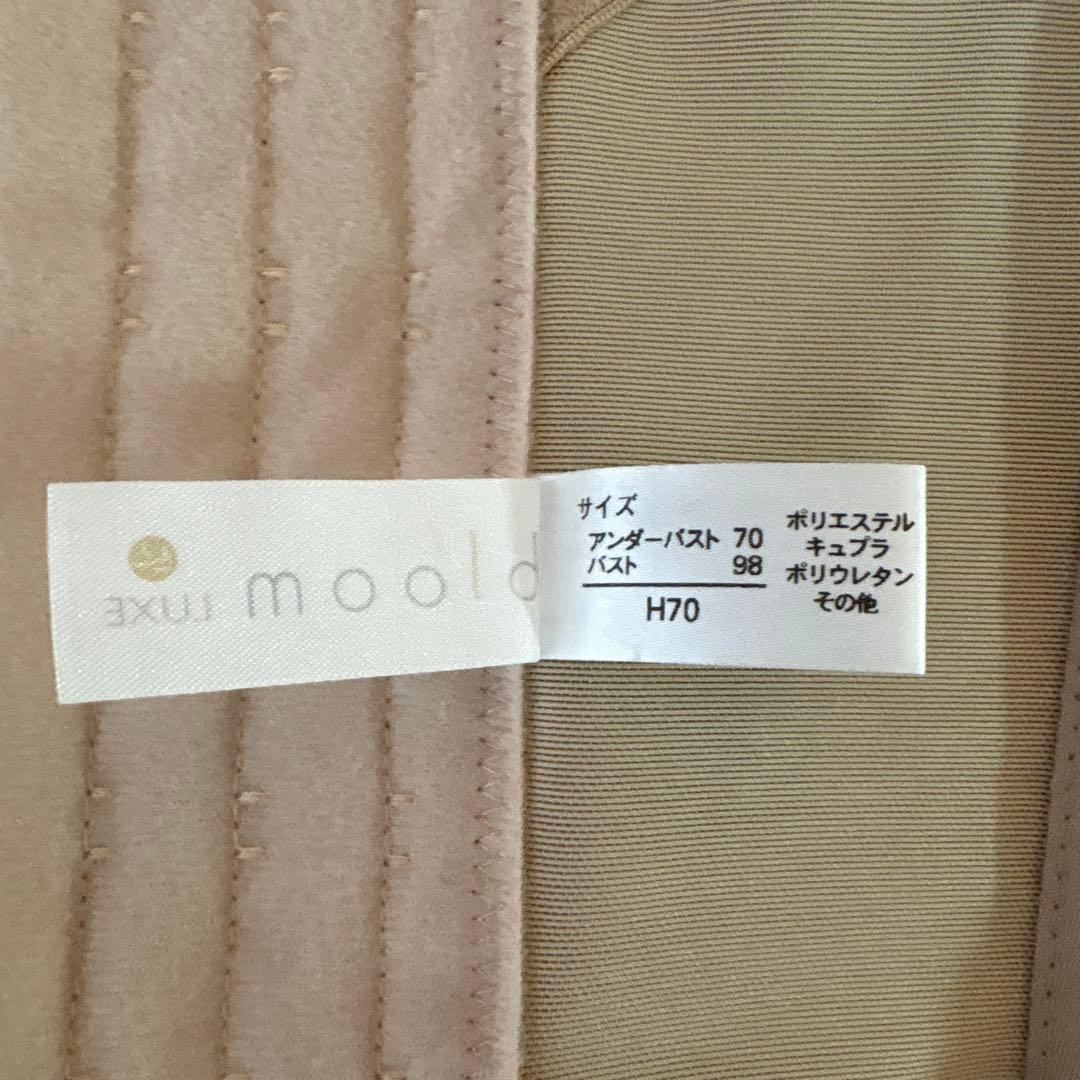 bloom
LUXE
サイズ
アンダーバスト 70
バスト 98
H70
ポリエステル
キュプラ
ポリウレタン
その他